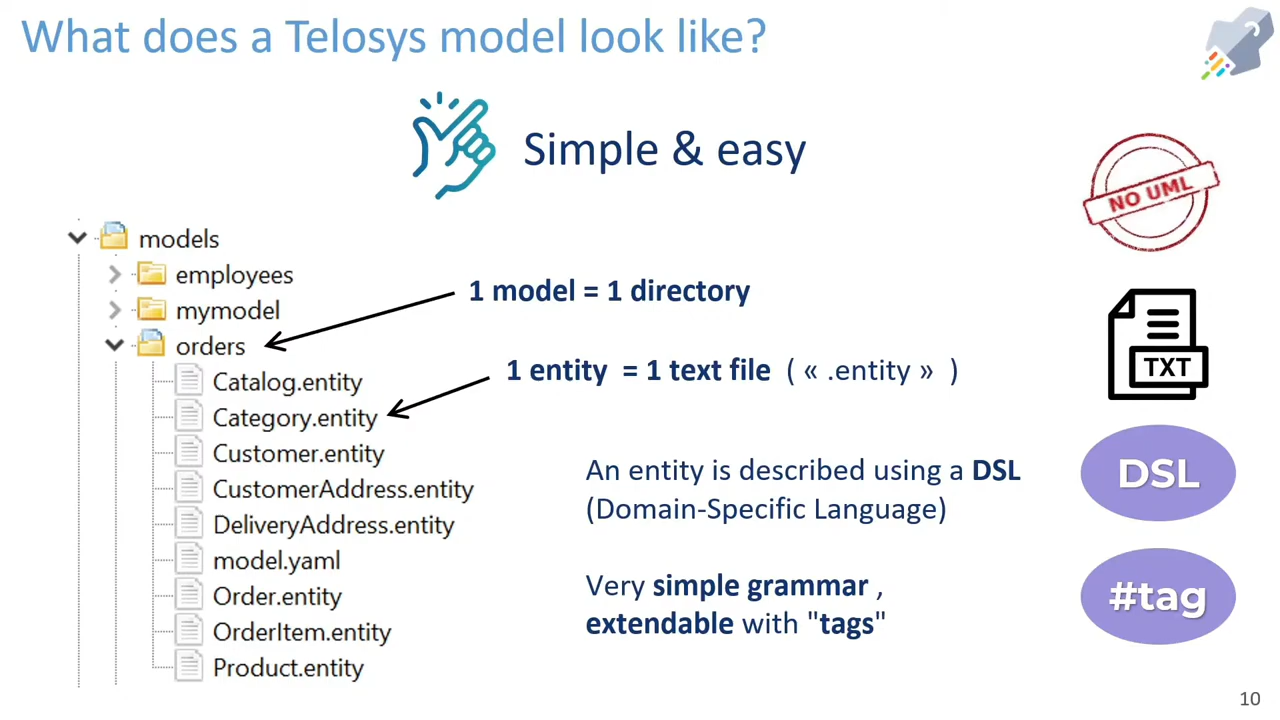 What does a Telosys model look like?
Simple & easy
NO UML
models
employees
mymodel
orders
Catalog.entity
Category.entity
Customer.entity
CustomerAddress.entity
DeliveryAddress.entity
model.yaml
Order.entity
OrderItem.entity
Product.entity
1 model = 1 directory
1 entity = 1 text file ( « .entity » )
TXT
An entity is described using a DSL
(Domain-Specific Language)
DSL
Very simple grammar ,
extendable with "tags"
#tag
10